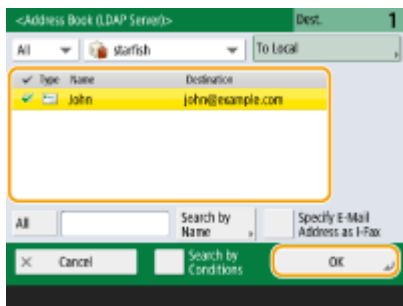 <Address Book (LDAP Server)> Dest. 1
All starfish To Local
Type Name Destination
John john@example.com
All Search by Name Specify E-Mail Address as I-Fax
Cancel Search by Conditions OK